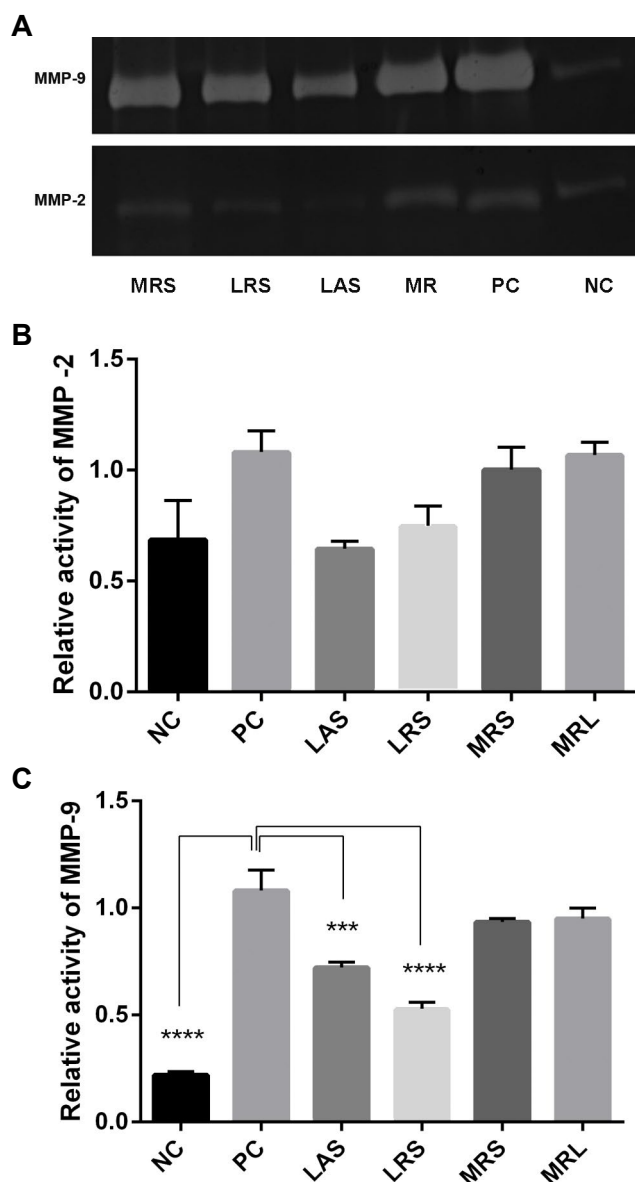 A
MMP-9
MMP-2
MRS LRS LAS MR PC NC
B
Relative activity of MMP -2
1.5
1.0
0.5
0.0
NC PC LAS LRS MRS MRL
C
Relative activity of MMP-9
1.5
1.0
0.5
0.0
**** *** ****
NC PC LAS LRS MRS MRL